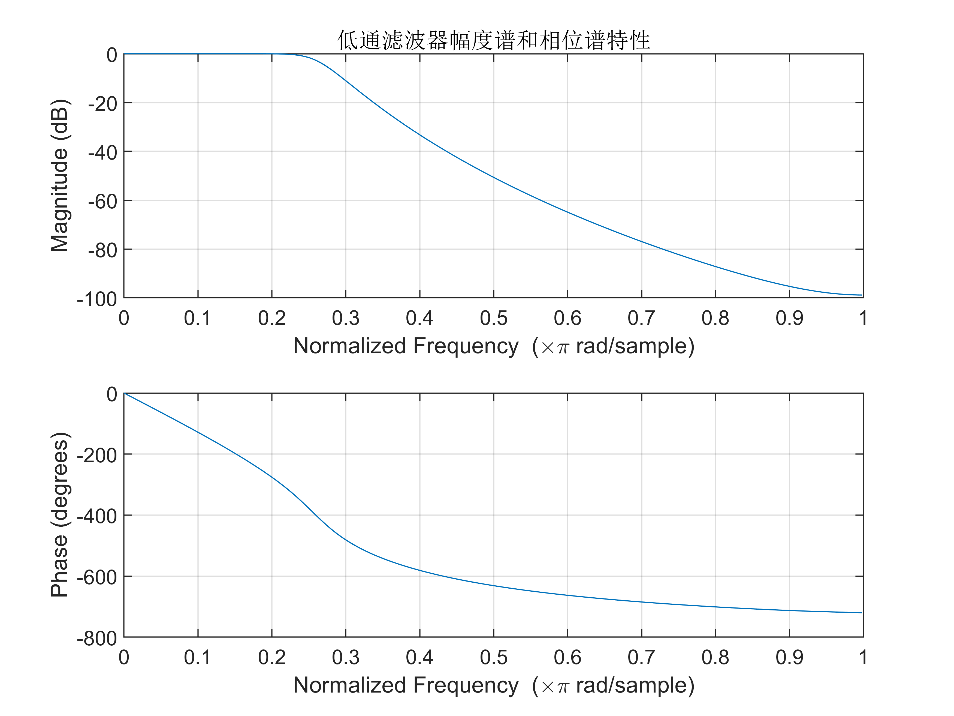 低通滤波器幅度谱和相位谱特性
0
-20
-40
-60
-80
-100
Magnitude (dB)
0 0.1 0.2 0.3 0.4 0.5 0.6 0.7 0.8 0.9 1
Normalized Frequency (×π rad/sample)
0
-200
-400
-600
-800
Phase (degrees)
0 0.1 0.2 0.3 0.4 0.5 0.6 0.7 0.8 0.9 1
Normalized Frequency (×π rad/sample)